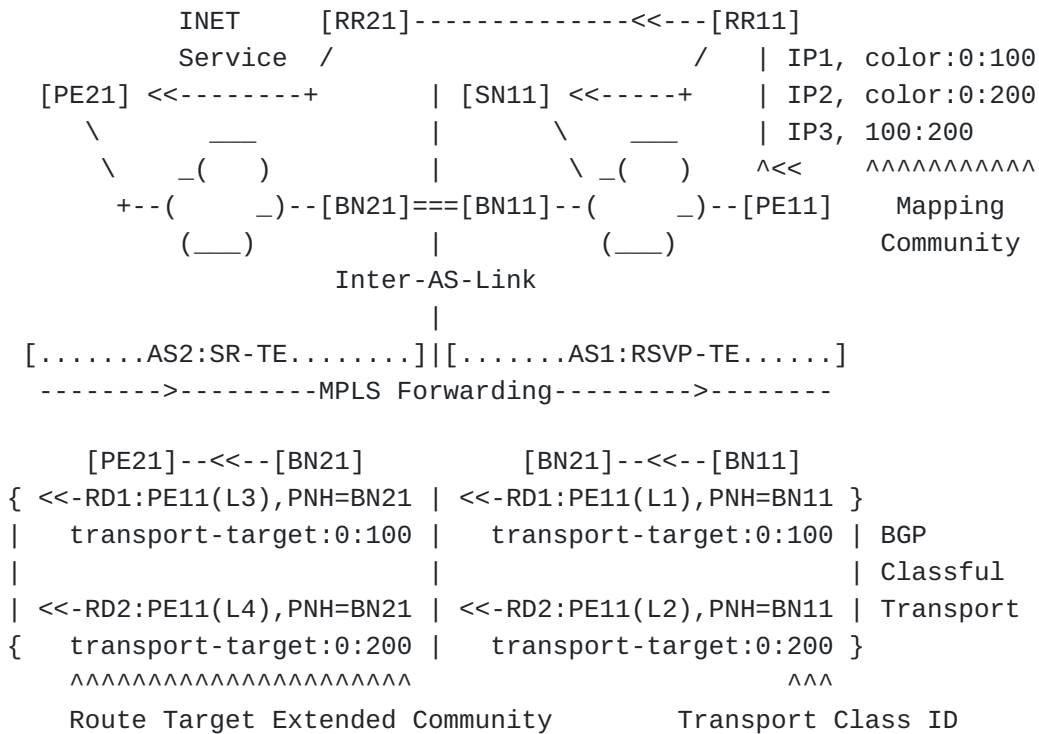 INET     [RR21]--------------<<---[RR11]
           Service  /                       /   | IP1, color:0:100
  [PE21] <<--------+       | [SN11] <<-----+    | IP2, color:0:200
     \       ___           |       \    ___     | IP3, 100:200
      \    _(   )          |        \ _(   )    ^<<    ^^^^^^^^^^^
       +--(     _)--[BN21]===[BN11]--(     _)--[PE11]    Mapping
           (___)           |          (___)             Community
                     Inter-AS-Link
                           |
 [.......AS2:SR-TE........]|[.......AS1:RSVP-TE......]
  -------->---------MPLS Forwarding--------->--------
     [PE21]--<<--[BN21]          [BN21]--<<--[BN11]
{ <<-RD1:PE11(L3),PNH=BN21 | <<-RD1:PE11(L1),PNH=BN11 }
|   transport-target:0:100 |   transport-target:0:100 | BGP
|                          |                          | Classful
| <<-RD2:PE11(L4),PNH=BN21 | <<-RD2:PE11(L2),PNH=BN11 | Transport
{   transport-target:0:200 |   transport-target:0:200 }
    ^^^^^^^^^^^^^^^^^^^^^^                       ^^^
    Route Target Extended Community        Transport Class ID